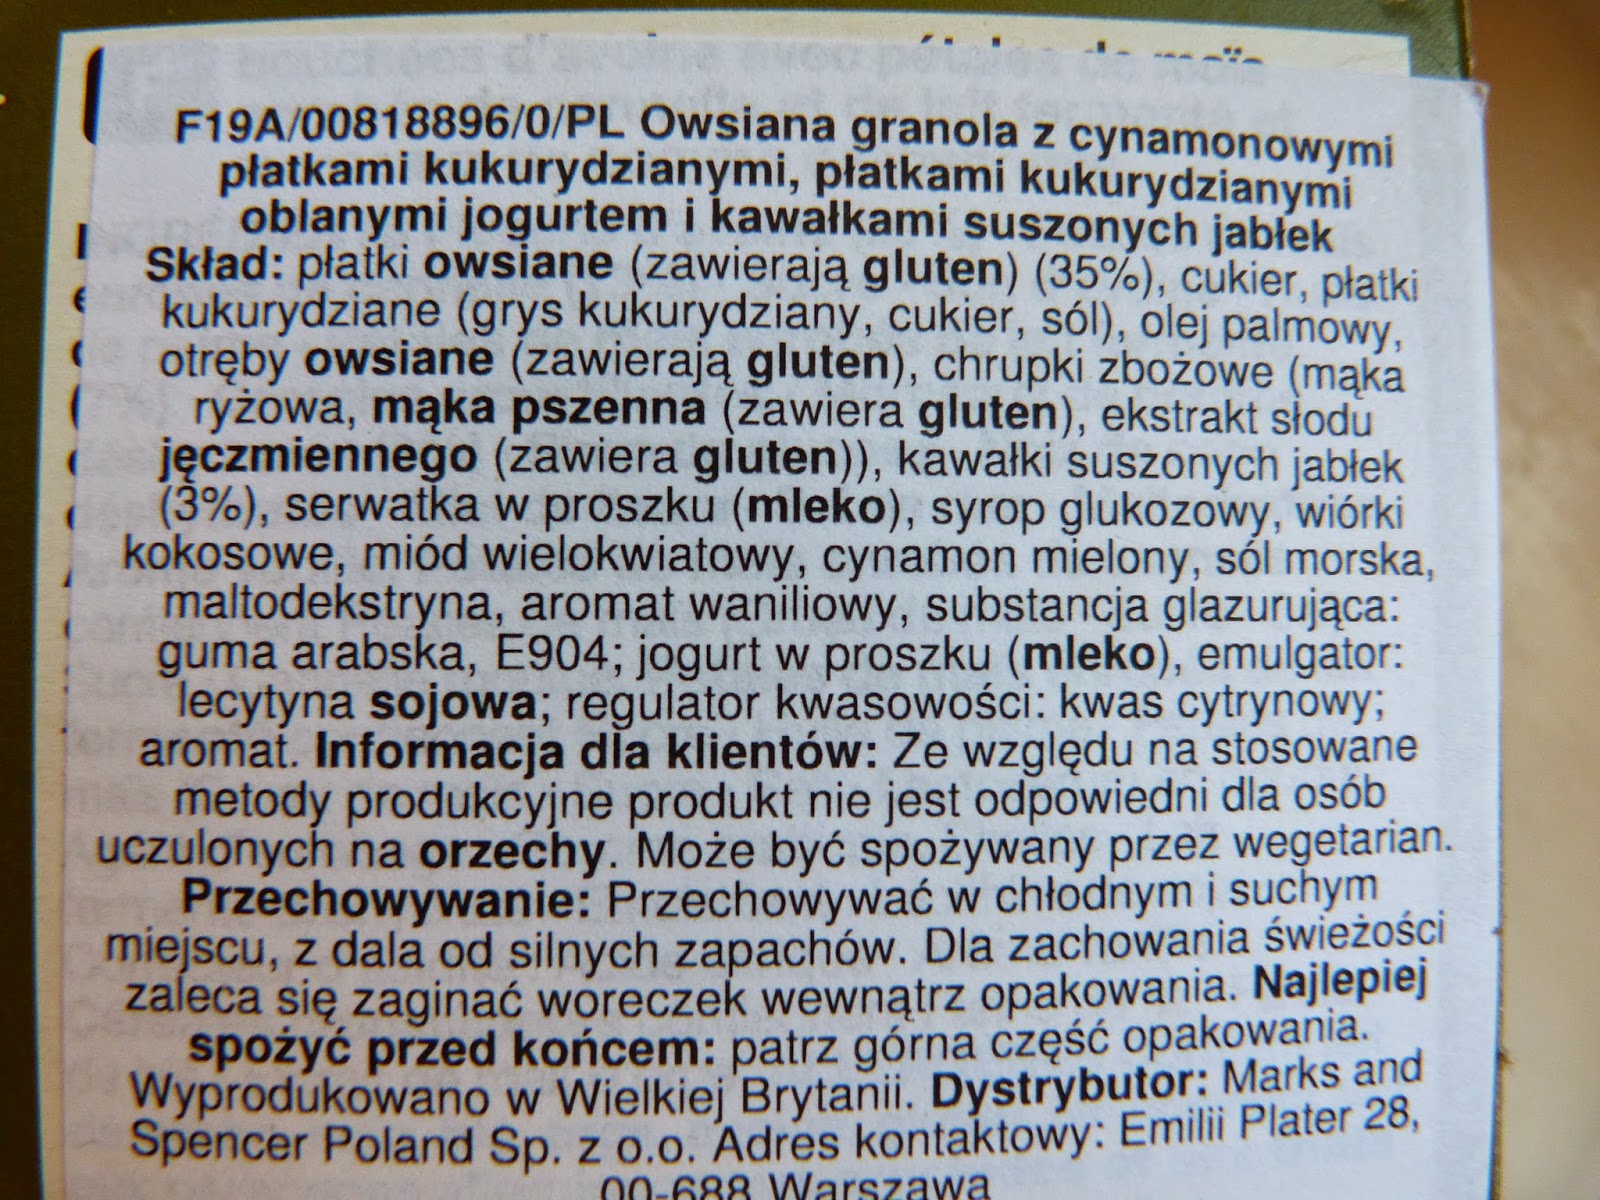 F19A/00818896/0/PL Owsiana granola z cynamonowymi
płatkami kukurydzianymi, płatkami kukurydzianymi
oblanymi jogurtem i kawałkami suszonych jabłek
Skład: płatki owsiane (zawierają gluten) (35%), cukier, płatki
kukurydziane (grys kukurydziany, cukier, sól), olej palmowy,
otręby owsiane (zawierają gluten), chrupki zbożowe (mąka
ryżowa, mąka pszenna (zawiera gluten), ekstrakt słodu
jęczmiennego (zawiera gluten)), kawałki suszonych jabłek
(3%), serwatka w proszku (mleko), syrop glukozowy, wiórki
kokosowe, miód wielokwiatowy, cynamon mielony, sól morska,
maltodekstryna, aromat waniliowy, substancja glazurująca:
guma arabska, E904; jogurt w proszku (mleko), emulgator:
lecytyna sojowa; regulator kwasowości: kwas cytrynowy;
aromat. Informacja dla klientów: Ze względu na stosowane
metody produkcyjne produkt nie jest odpowiedni dla osób
uczulonych na orzechy. Może być spożywany przez wegetarian.
Przechowywanie: Przechowywać w chłodnym i suchym
miejscu, z dala od silnych zapachów. Dla zachowania świeżości
zaleca się zaginać woreczek wewnątrz opakowania. Najlepiej
spożyć przed końcem: patrz górna część opakowania.
Wyprodukowano w Wielkiej Brytanii. Dystrybutor: Marks and
Spencer Poland Sp. z o.o. Adres kontaktowy: Emilii Plater 28,
00-688 Warszawa